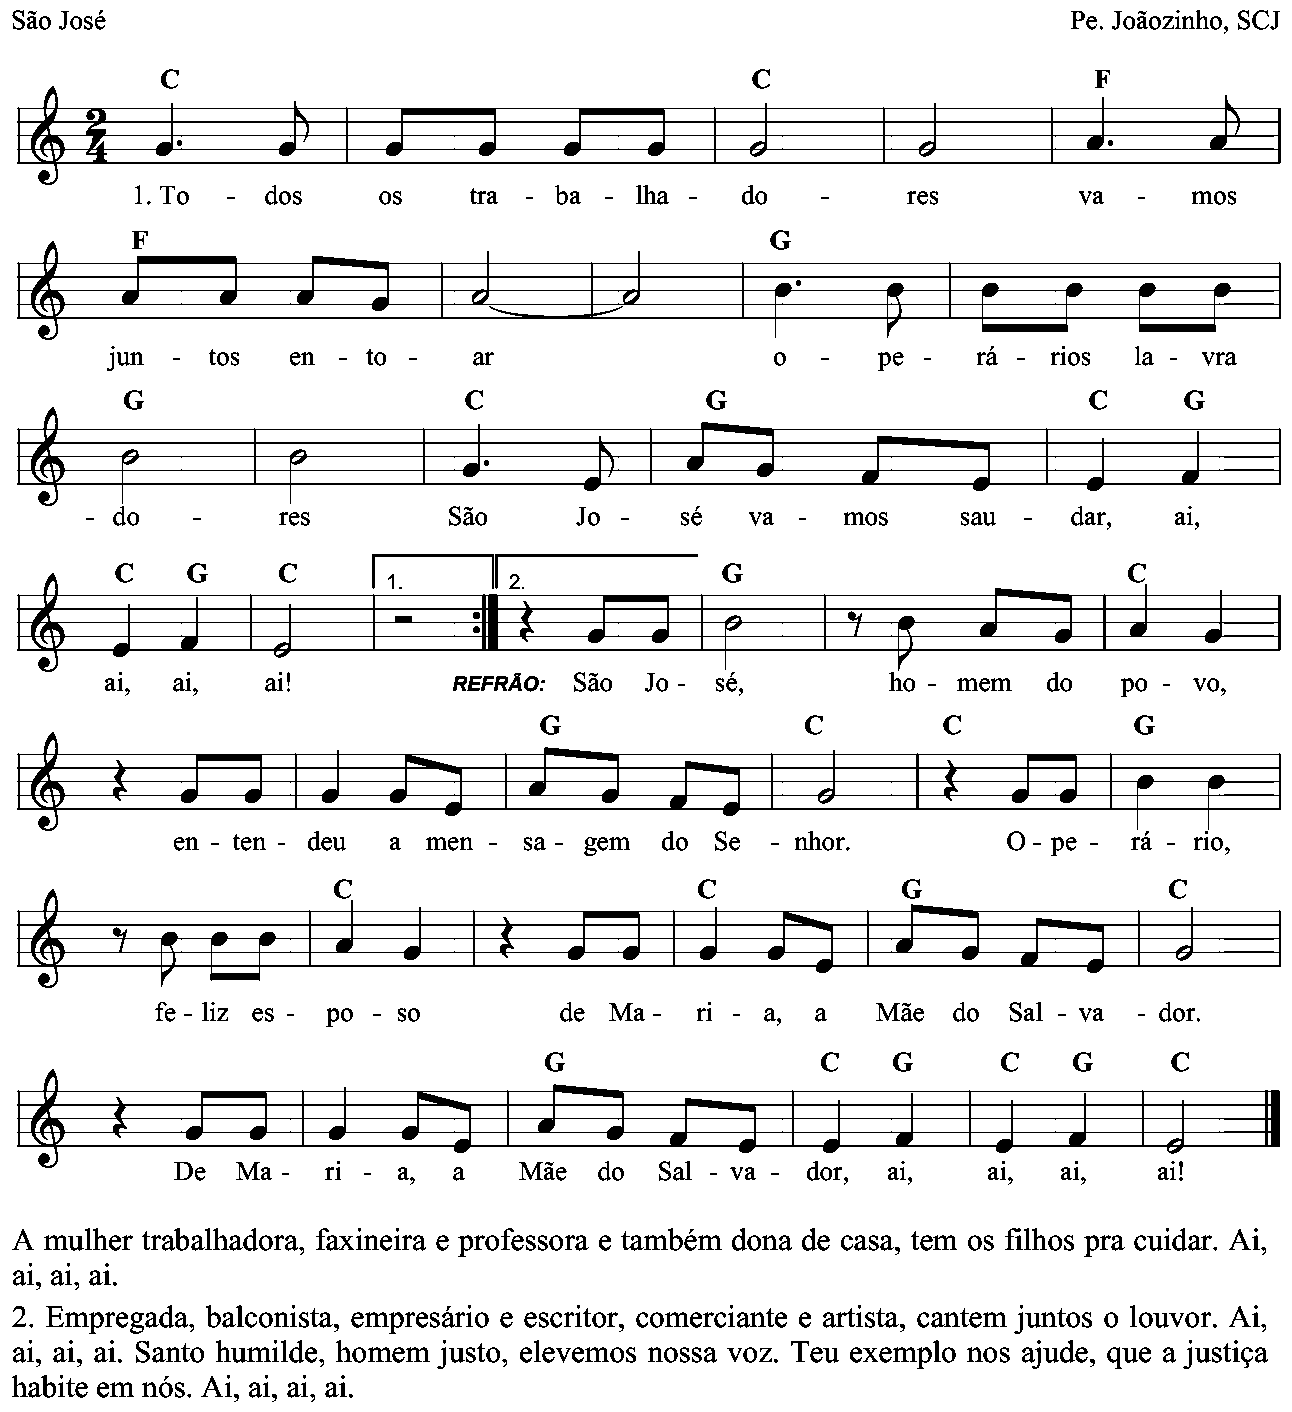 São José Pe. Joãozinho, SCJ
C C F
2
4
1. To - dos os tra - ba - lha - do - res va - mos
F G
jun - tos en - to - ar o - pe - rá - rios la - vra
G C G C G
- do - res São Jo - sé va - mos sau - dar, ai,
C G C 1. 2. G C
ai, ai, ai! REFRÃO: São Jo - sé, ho - mem do po - vo,
G C C G
en - ten - deu a men - sa - gem do Se - nhor. O - pe - rá - rio,
C C G C
fe - liz es - po - so de Ma - ri - a, a Mãe do Sal - va - dor.
G C G C G C
De Ma - ri - a, a Mãe do Sal - va - dor, ai, ai, ai, ai!
A mulher trabalhadora, faxineira e professora e também dona de casa, tem os filhos pra cuidar. Ai,
ai, ai, ai.
2. Empregada, balconista, empresário e escritor, comerciante e artista, cantem juntos o louvor. Ai,
ai, ai, ai. Santo humilde, homem justo, elevemos nossa voz. Teu exemplo nos ajude, que a justiça
habite em nós. Ai, ai, ai, ai.